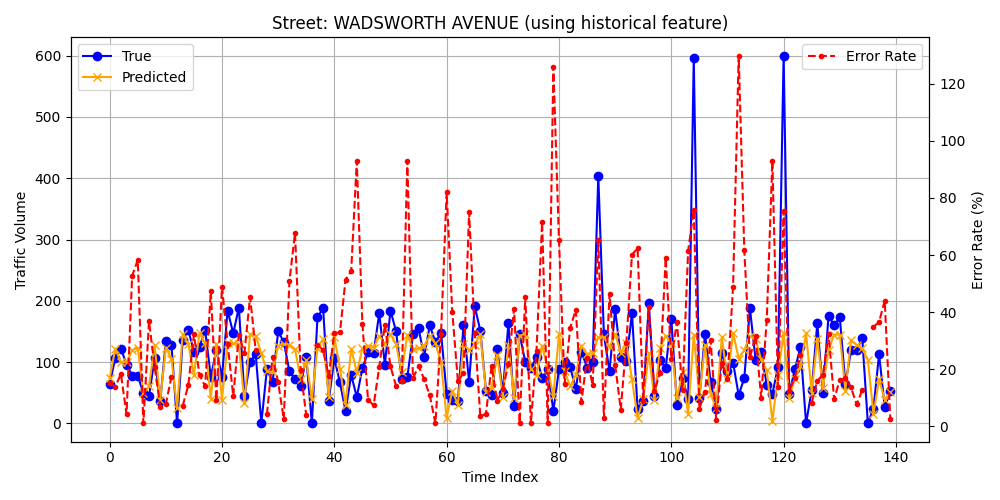 Street: WADSWORTH AVENUE (using historical feature)
True
Predicted
Error Rate
600
500
400
300
200
100
0
120
100
80
60
40
20
0
0 20 40 60 80 100 120 140
Traffic Volume
Error Rate (%)
Time Index